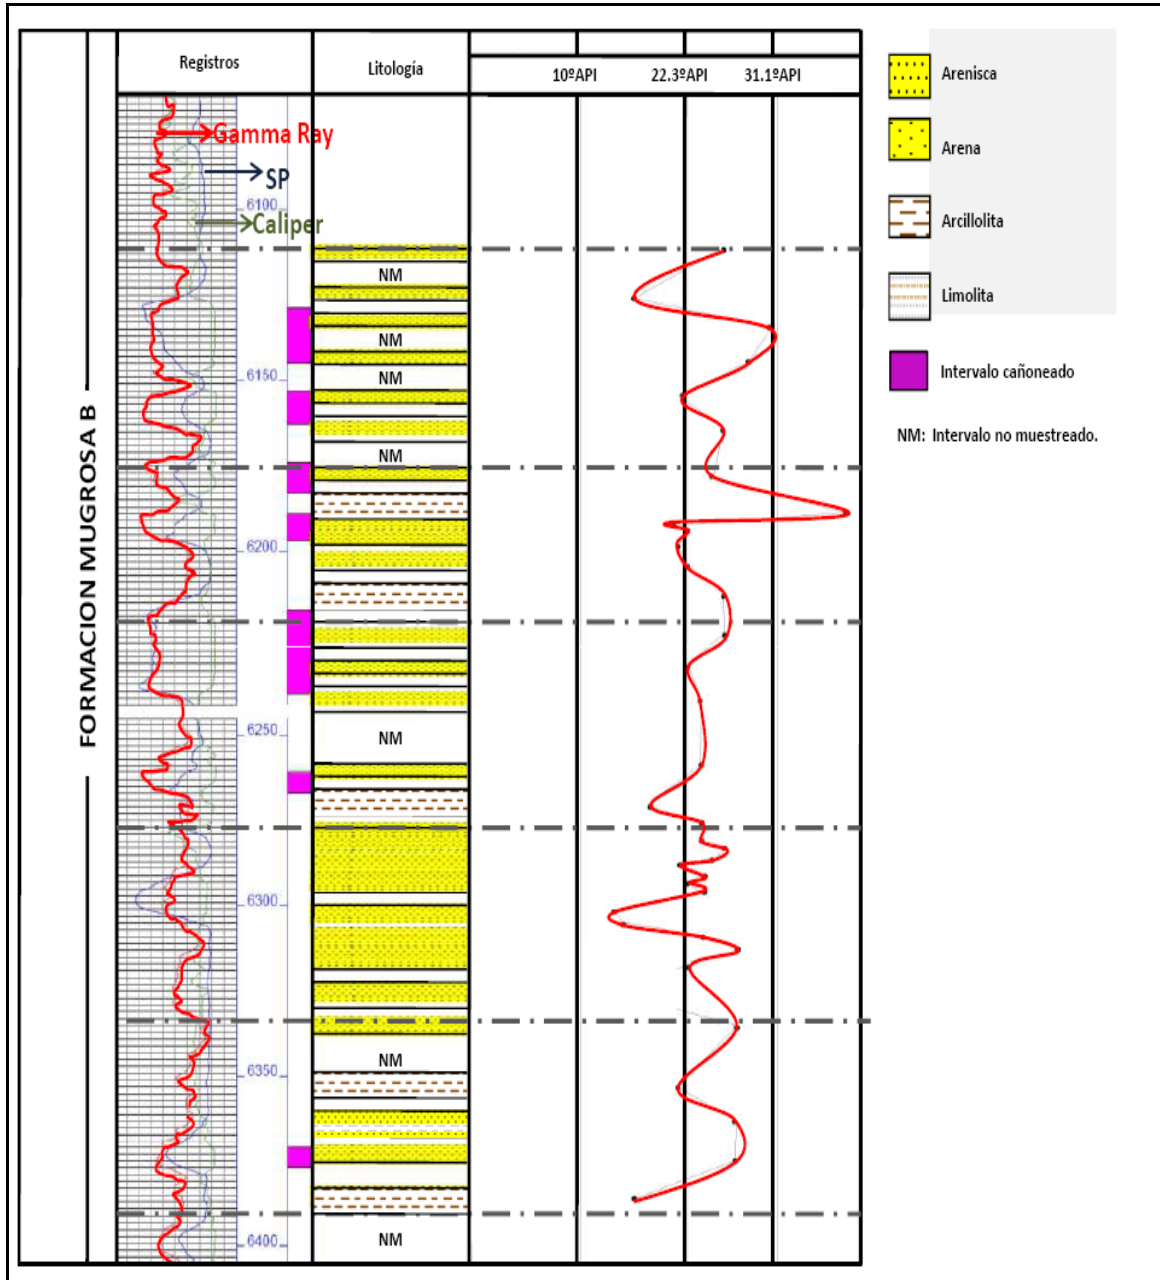 Registros
Litología
10ºAPI
22.3ºAPI
31.1ºAPI
Gamma Ray
SP
Caliper
FORMACION MUGROSA B
6100
6150
6200
6250
6300
6350
6400
NM
NM
NM
NM
NM
NM
NM
Arenisca
Arena
Arcillolita
Limolita
Intervalo cañoneado
NM: Intervalo no muestreado.